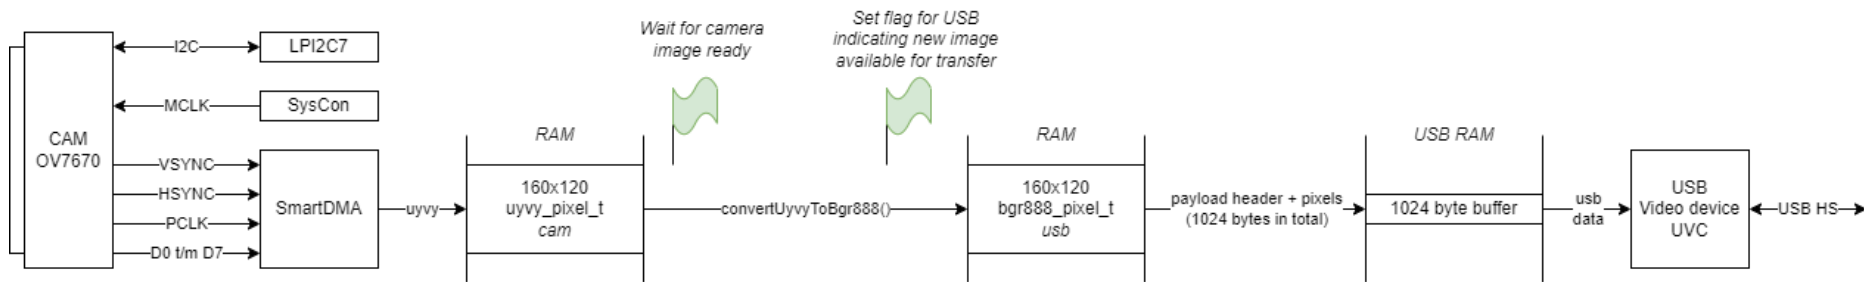 CAM
OV7670
I2C
LPI2C7
MCLK
SysCon
VSYNC
HSYNC
PCLK
D0 t/m D7
SmartDMA
uyvy
RAM
160x120
uyvy_pixel_t
cam
Wait for camera
image ready
convertUyvyToBgr888()
Set flag for USB
indicating new image
available for transfer
RAM
160x120
bgr888_pixel_t
usb
payload header + pixels
(1024 bytes in total)
USB RAM
1024 byte buffer
usb
data
USB
Video device
UVC
USB HS